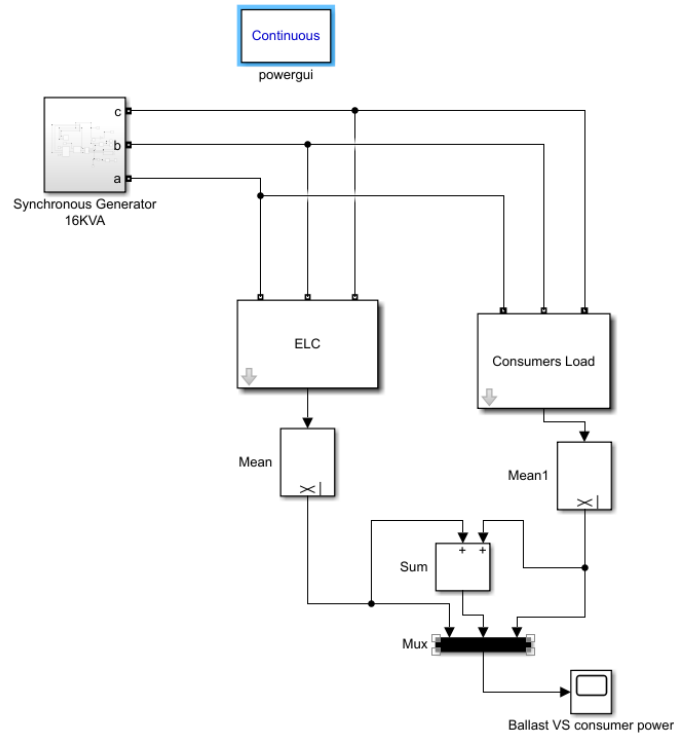 Continuous
powergui
c
b
a
Synchronous Generator
16KVA
ELC
Consumers Load
Mean
Mean1
+ +
Sum
Mux
Ballast VS consumer power